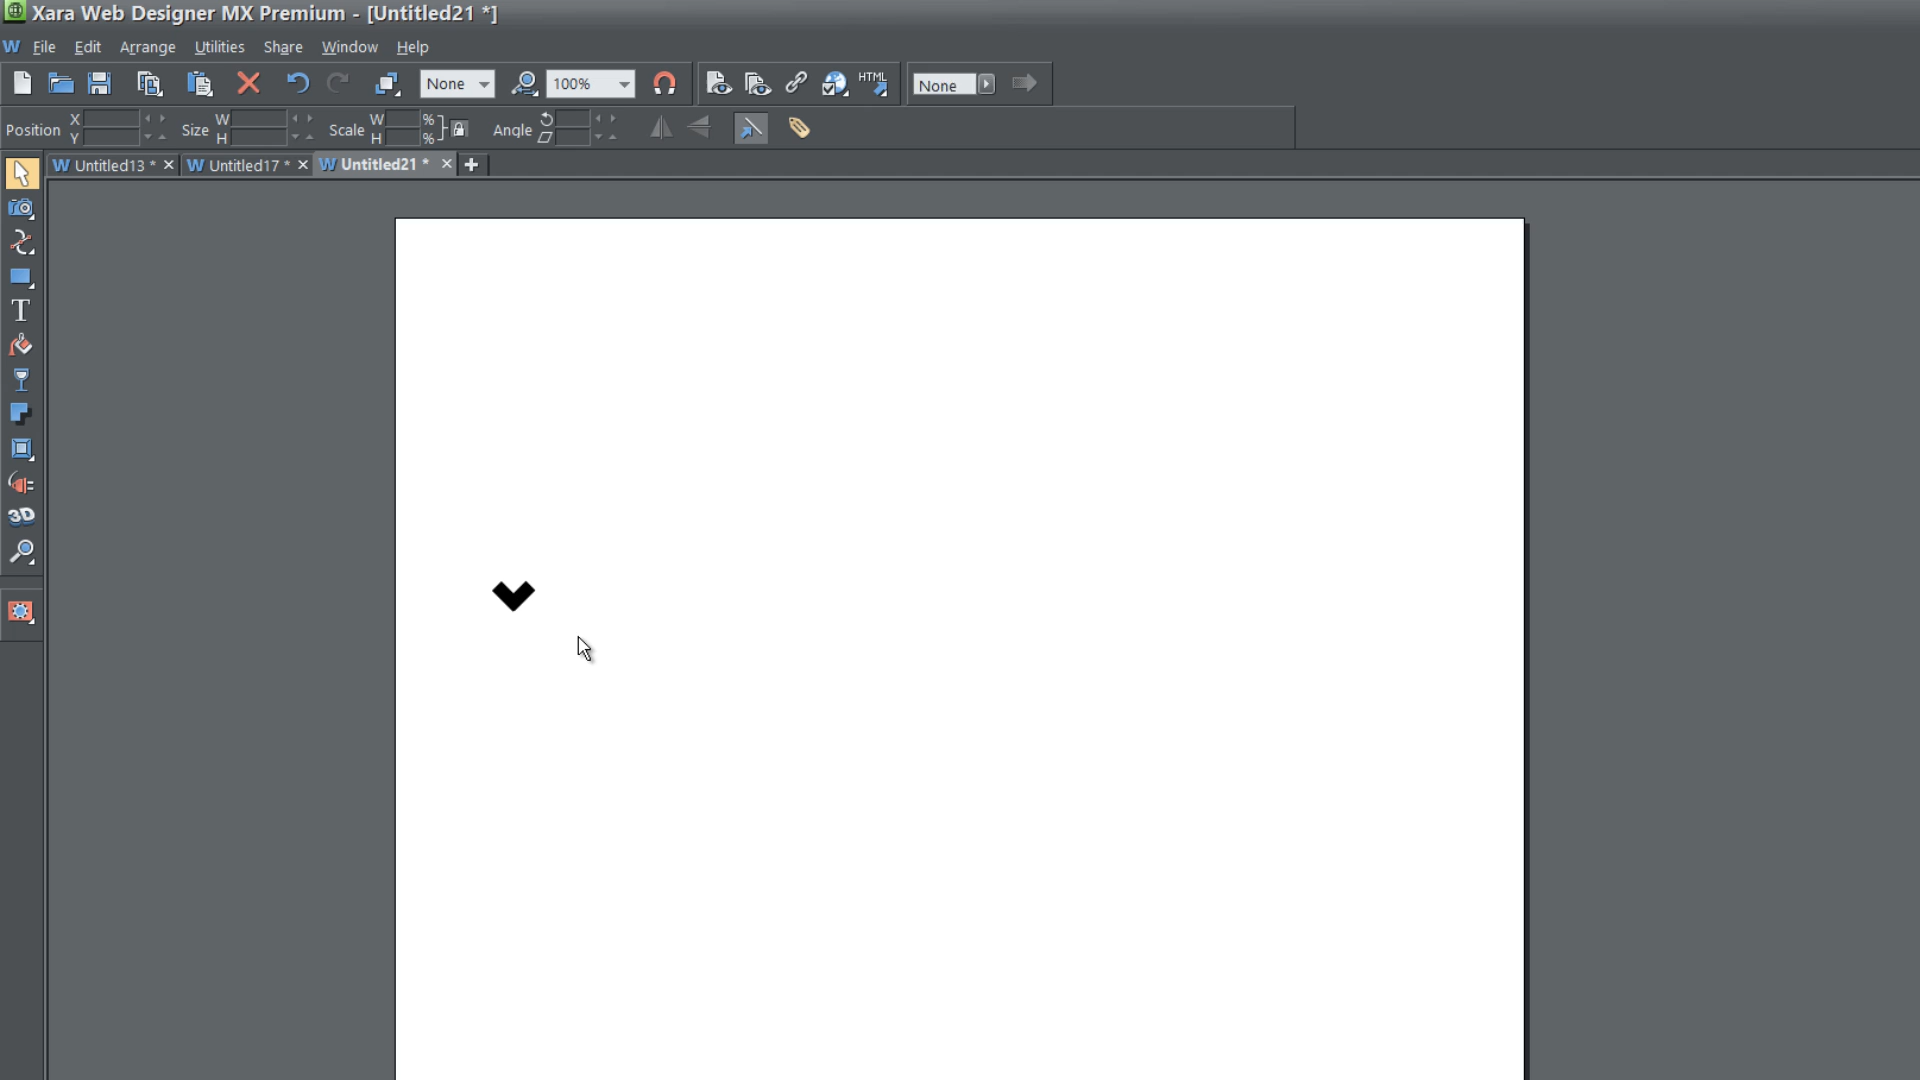 Xara Web Designer MX Premium - [Untitled21 *]
W File Edit Arrange Utilities Share Window Help
None 100% HTML None
Position X Y Size W H Scale W H % % Angle
W Untitled13 * W Untitled17 * W Untitled21 *
T
3D